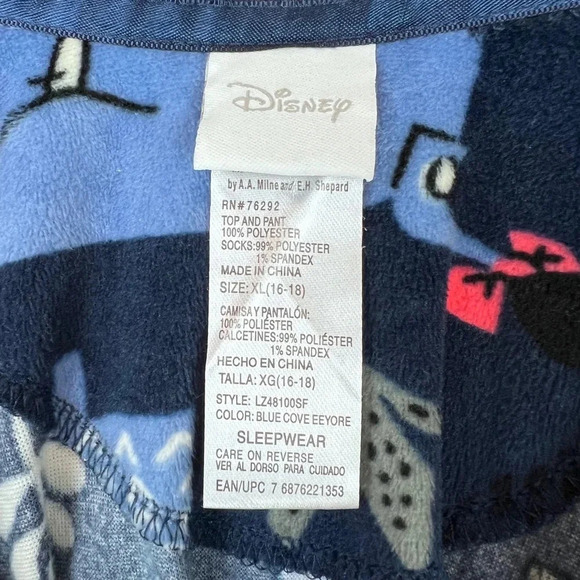 Disney
by A.A. Milne and E.H. Shepard
RN# 76292
TOP AND PANT
100% POLYESTER
SOCKS:99% POLYESTER
1% SPANDEX
MADE IN CHINA
SIZE: XL(16-18)
CAMISA Y PANTALÓN:
100% POLIÉSTER
CALCETINES:99% POLIÉSTER
1% SPANDEX
HECHO EN CHINA
TALLA: XG(16-18)
STYLE: LZ48100SF
COLOR: BLUE COVE EEYORE
SLEEPWEAR
CARE ON REVERSE
VER AL DORSO PARA CUIDADO
EAN/UPC 7 6876221353